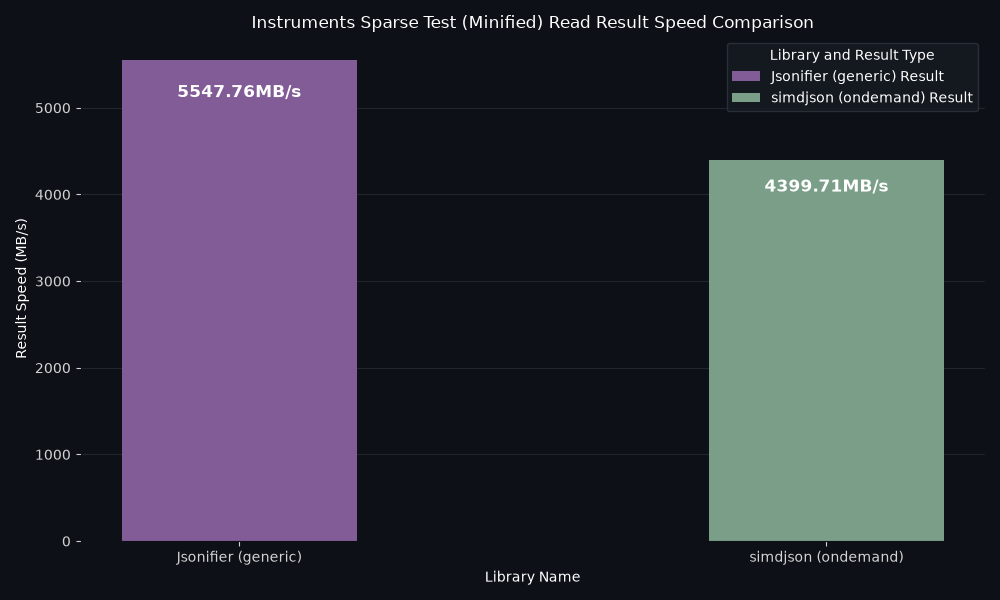 Instruments Sparse Test (Minified) Read Result Speed Comparison
Library and Result Type
Jsonifier (generic) Result
simdjson (ondemand) Result
5547.76MB/s
4399.71MB/s
Result Speed (MB/s)
5000
4000
3000
2000
1000
0
Jsonifier (generic)
simdjson (ondemand)
Library Name